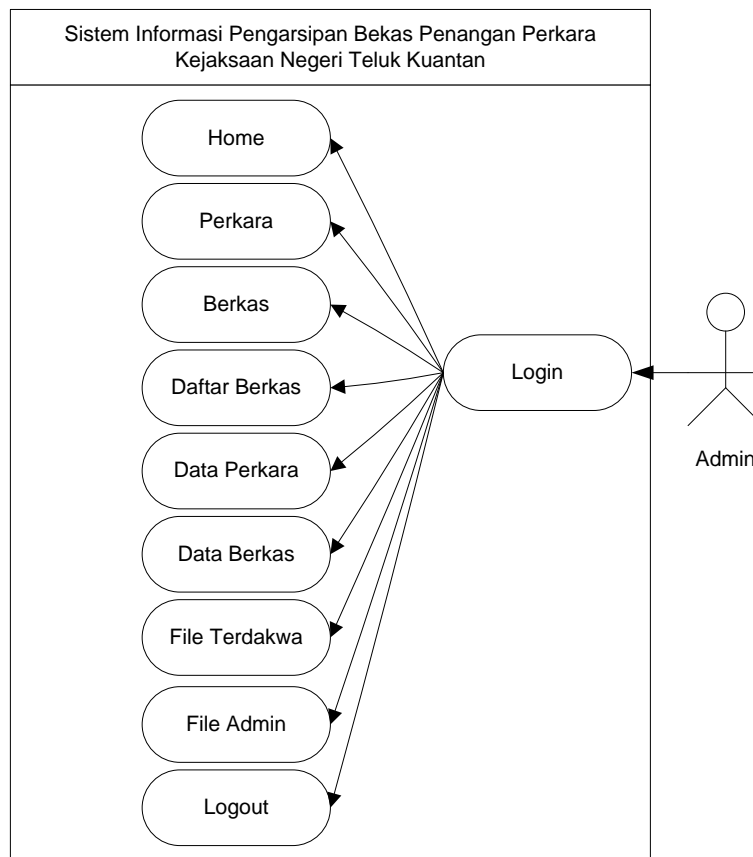 Sistem Informasi Pengarsipan Bekas Penangan Perkara
Kejaksaan Negeri Teluk Kuantan
Home
Perkara
Berkas
Daftar Berkas
Data Perkara
Data Berkas
File Terdakwa
File Admin
Logout
Login
Admin